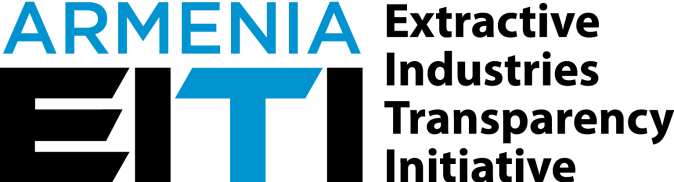 ARMENIA
EITI
Extractive
Industries
Transparency
Initiative